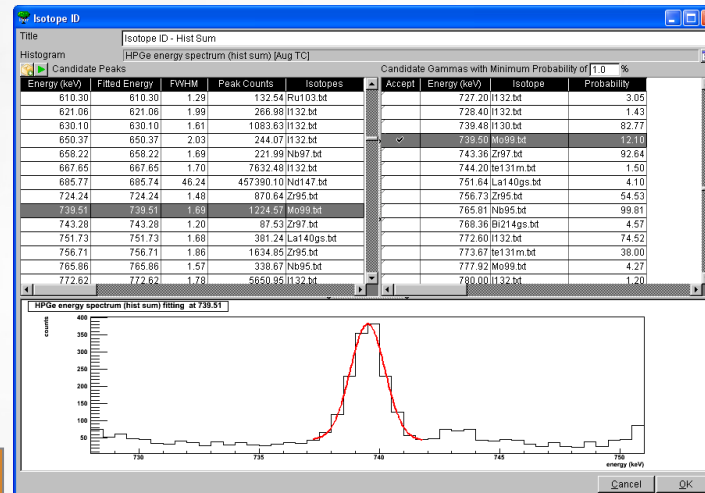 Isotope ID
Title Isotope ID - Hist Sum
Histogram HPGe energy spectrum (hist sum) [Aug TC]
Candidate Peaks
Candidate Gammas with Minimum Probability of 1.0 %
Energy (keV) Fitted Energy FWHM Peak Counts Isotopes
610.30 610.30 1.29 132.54 Ru103.txt
621.06 621.06 1.99 266.98 I132.txt
630.10 630.10 1.61 1083.63 I132.txt
650.37 650.37 2.03 244.07 I132.txt
658.22 658.22 1.69 221.99 Nb97.txt
667.65 667.65 1.70 7632.48 I132.txt
685.77 685.74 46.24 457390.10 Nd147.txt
724.24 724.24 1.48 870.64 Zr95.txt
739.51 739.51 1.69 1224.57 Mo99.txt
743.28 743.28 1.20 87.53 Zr97.txt
751.73 751.73 1.68 381.24 La140gs.txt
756.71 756.71 1.86 1634.85 Zr95.txt
765.86 765.86 1.57 338.67 Nb95.txt
772.62 772.62 1.78 5650.95 I132.txt
Accept Energy (keV) Isotope Probability
727.20 I132.txt 3.05
728.40 I132.txt 1.43
739.48 I130.txt 82.77
739.50 Mo99.txt 12.10
743.36 Zr97.txt 92.64
744.20 te131m.txt 1.50
751.64 La140gs.txt 4.10
756.73 Zr95.txt 54.53
765.81 Nb95.txt 99.81
768.36 Bi214gs.txt 4.57
772.60 I132.txt 74.52
773.67 te131m.txt 38.00
777.92 Mo99.txt 4.27
780.00 I132.txt 1.20
HPGe energy spectrum (hist sum) fitting at 739.51
counts
400
350
300
250
200
150
100
50
730 735 740 745 750
energy (keV)
Cancel OK